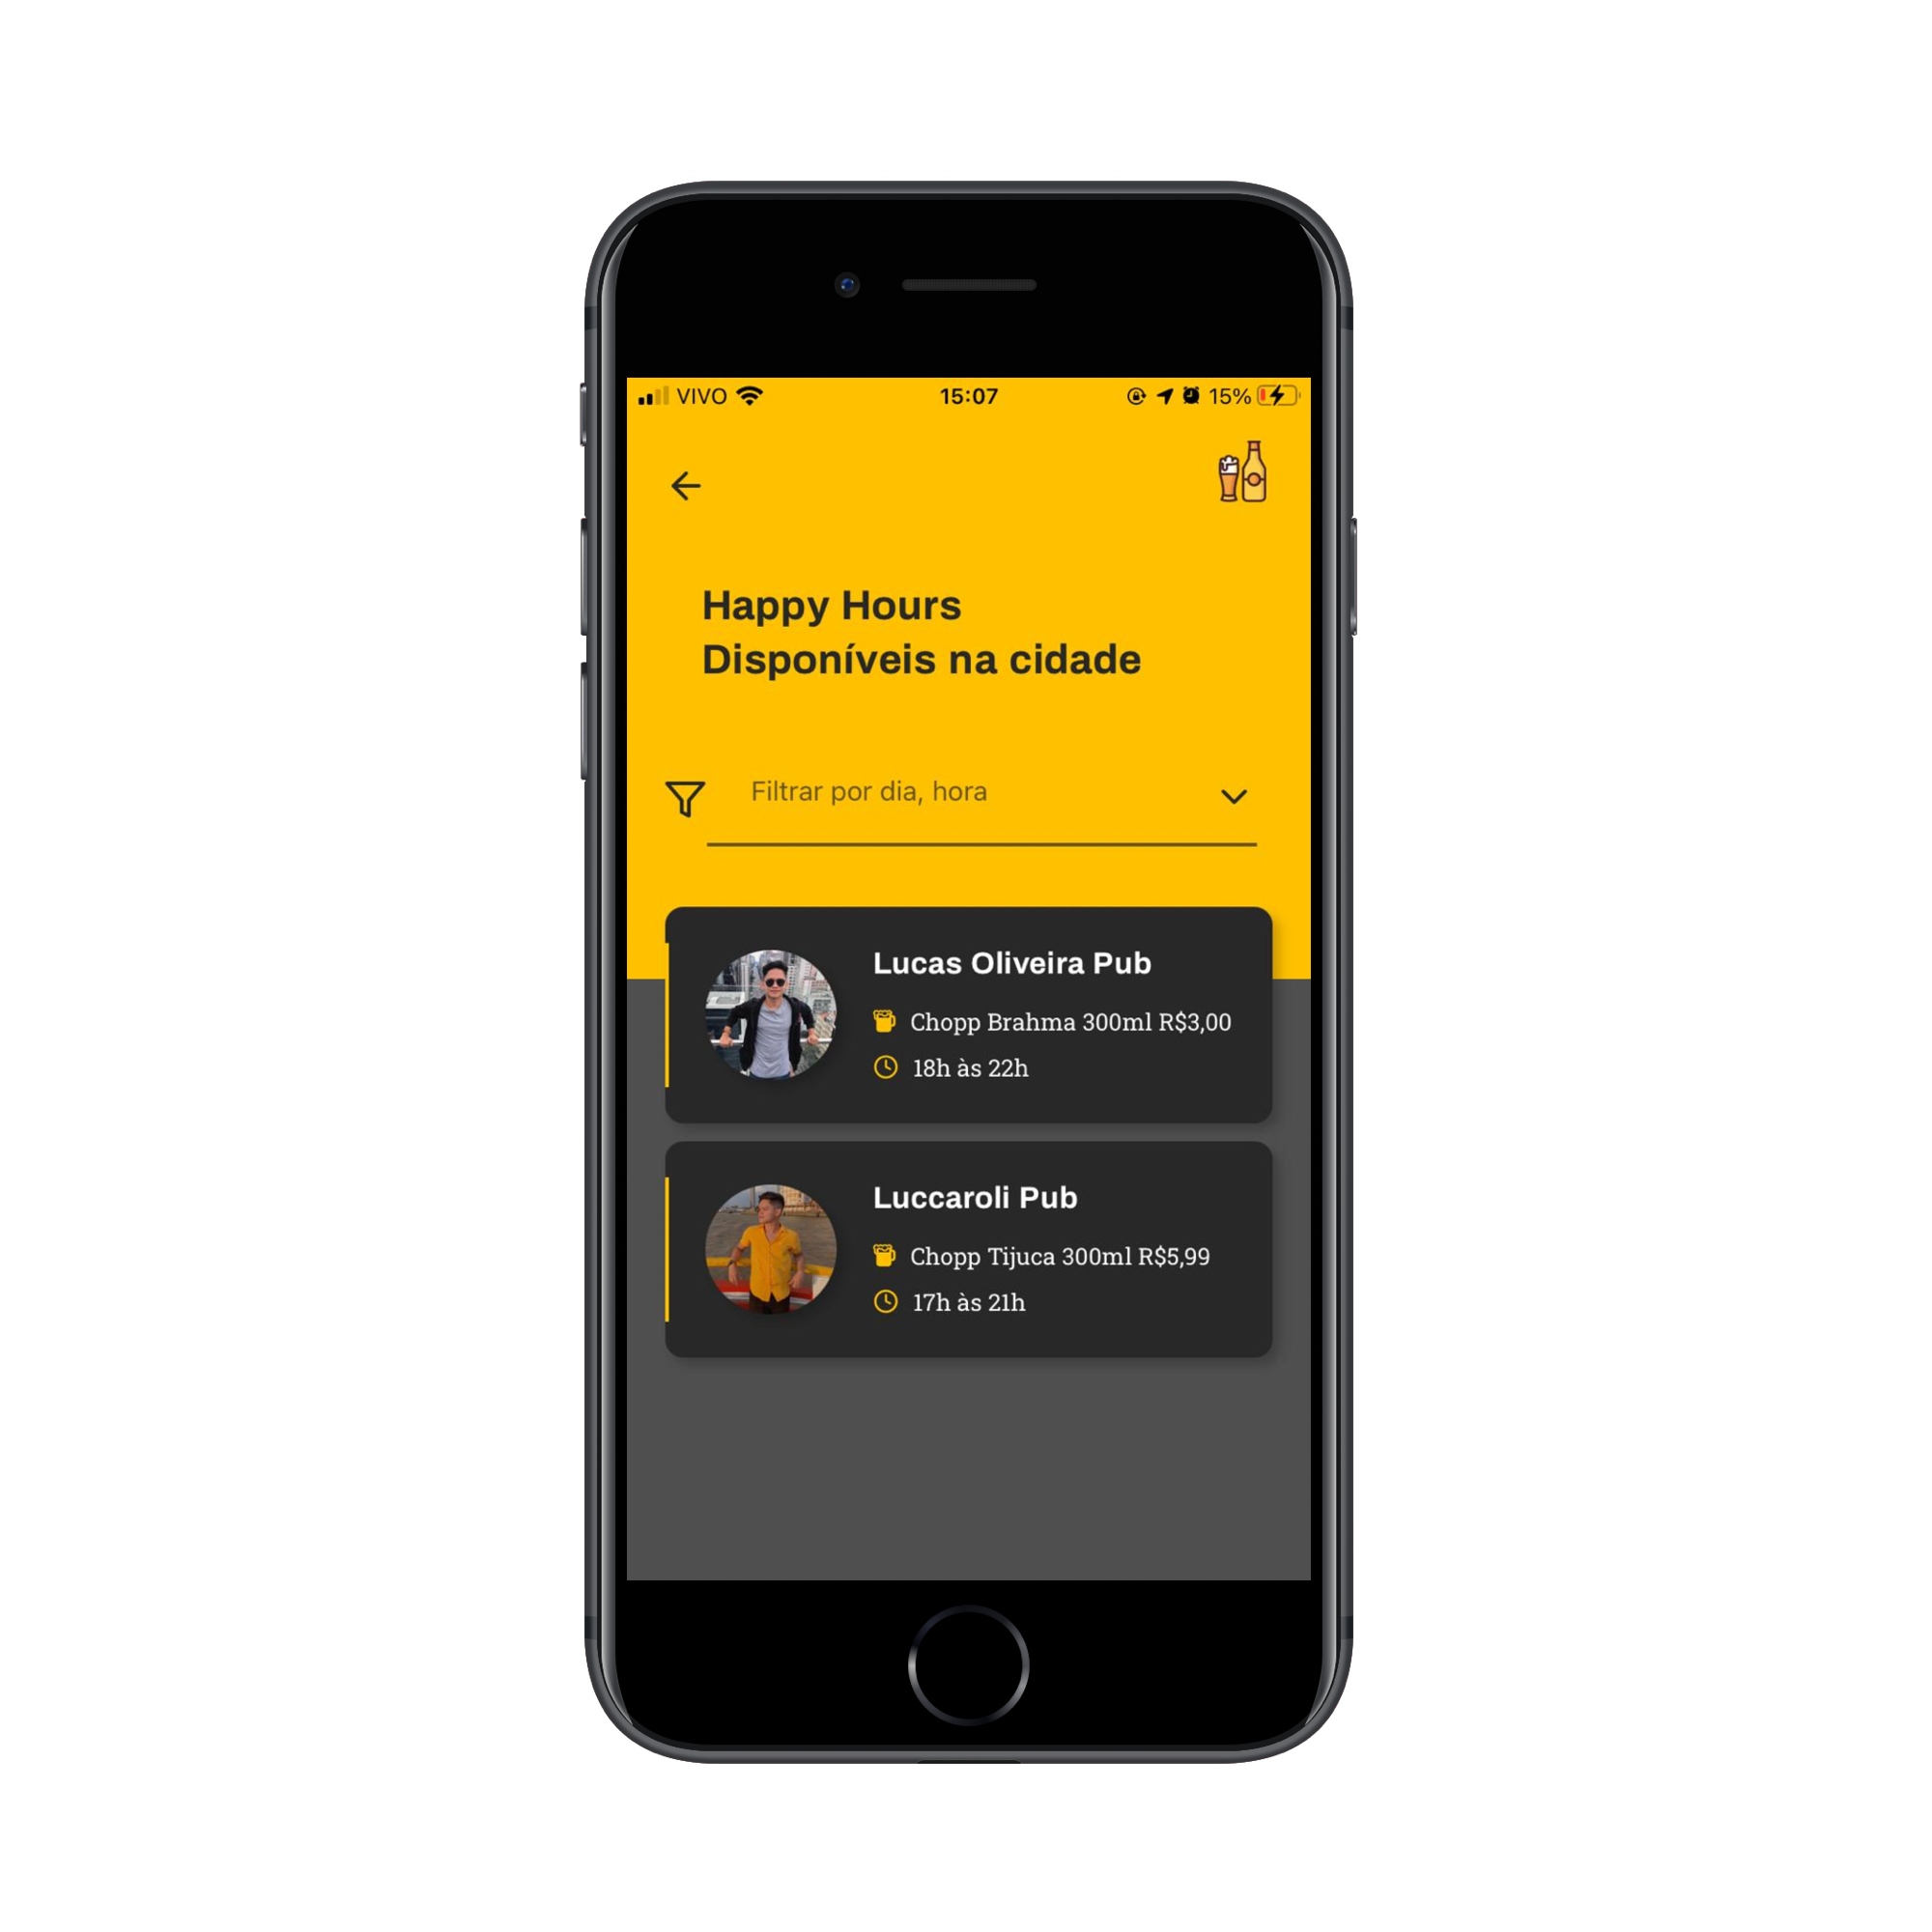 VIVO 15:07 15%
Happy Hours
Disponíveis na cidade
Filtrar por dia, hora
Lucas Oliveira Pub
Chopp Brahma 300ml R$3,00
18h às 22h
Luccaroli Pub
Chopp Tijuca 300ml R$5,99
17h às 21h